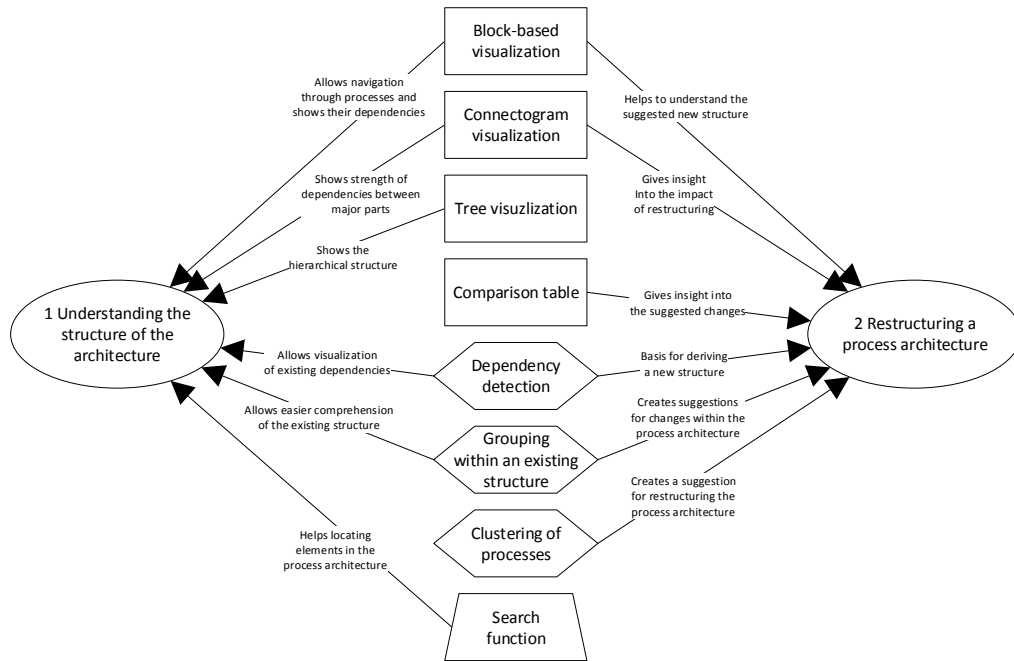 Block-based
visualization
Allows navigation
through processes and
shows their dependencies
Helps to understand the
suggested new structure
Connectogram
visualization
Shows strength of
dependencies between
major parts
Gives insight
Into the impact
of restructuring
Tree visuzlization
Shows the
hierarchical structure
Comparison table
Gives insight into
the suggested changes
1 Understanding the
structure of the
architecture
2 Restructuring a
process architecture
Allows visualization
of existing dependencies
Dependency
detection
Basis for deriving
a new structure
Allows easier comprehension
of the existing structure
Grouping
within an existing
structure
Creates suggestions
for changes within the
process architecture
Clustering of
processes
Creates a suggestion
for restructuring the
process architecture
Helps locating
elements in the
process architecture
Search
function